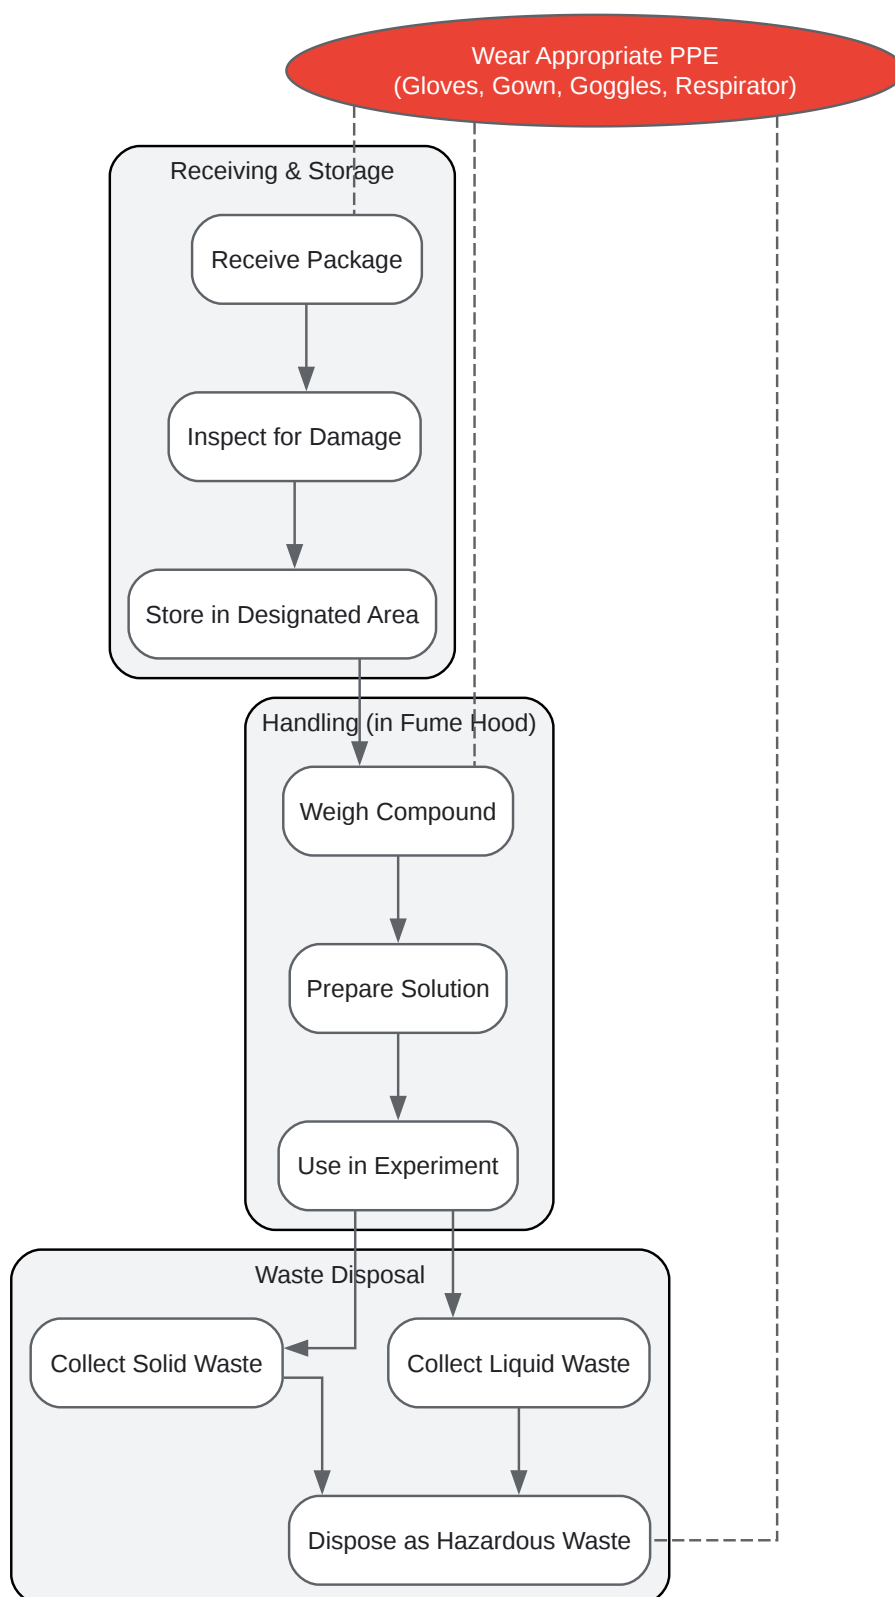 Wear Appropriate PPE
(Gloves, Gown, Goggles, Respirator)
Receiving & Storage
Receive Package
Inspect for Damage
Store in Designated Area
Handling (in Fume Hood)
Weigh Compound
Prepare Solution
Use in Experiment
Waste Disposal
Collect Solid Waste
Collect Liquid Waste
Dispose as Hazardous Waste